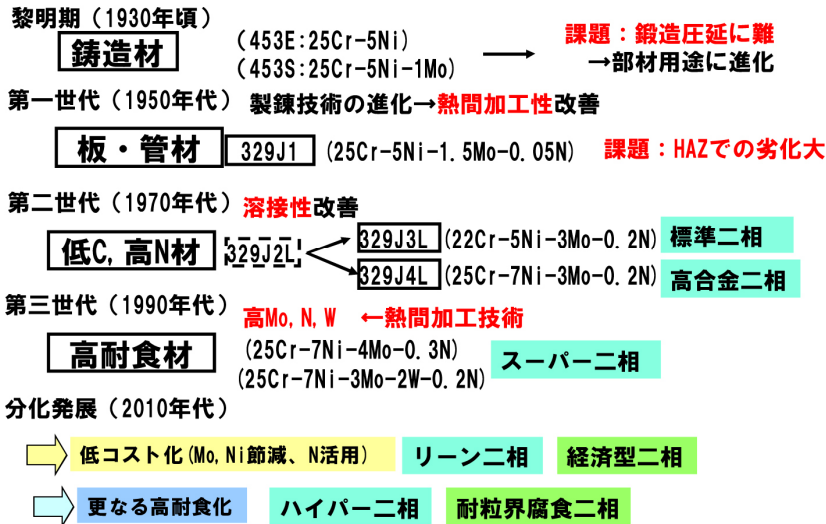 黎明期（1930年頃）
鋳造材 （453E:25Cr-5Ni） 課題：鍛造圧延に難
（453S:25Cr-5Ni-1Mo） →部材用途に進化
第一世代（1950年代）製錬技術の進化→熱間加工性改善
板・管材 329J1 (25Cr-5Ni-1.5Mo-0.05N) 課題：HAZでの劣化大
第二世代（1970年代）溶接性改善
低C,高N材 329J2L 329J3L (22Cr-5Ni-3Mo-0.2N) 標準二相
329J4L (25Cr-7Ni-3Mo-0.2N) 高合金二相
第三世代（1990年代） 高Mo,N,W ←熱間加工技術
高耐食材 (25Cr-7Ni-4Mo-0.3N) スーパー二相
(25Cr-7Ni-3Mo-2W-0.2N)
分化発展（2010年代）
低コスト化(Mo,Ni節減、N活用) リーン二相 経済型二相
更なる高耐食化 ハイパー二相 耐粒界腐食二相